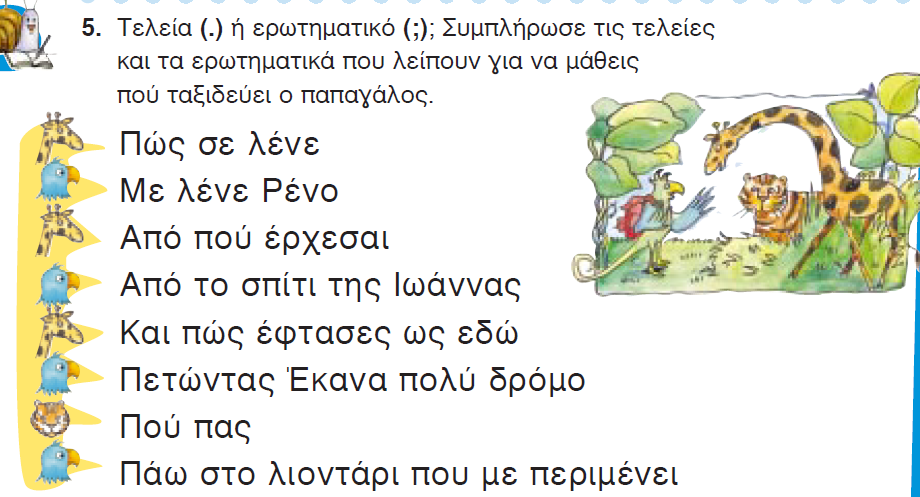 5. Τελεία (.) ή ερωτηματικό (;); Συμπλήρωσε τις τελείες
και τα ερωτηματικά που λείπουν για να μάθεις
πού ταξιδεύει ο παπαγάλος.
Πώς σε λένε
Με λένε Ρένο
Από πού έρχεσαι
Από το σπίτι της Ιωάννας
Και πώς έφτασες ως εδώ
Πετώντας Έκανα πολύ δρόμο
Πού πας
Πάω στο λιοντάρι που με περιμένει